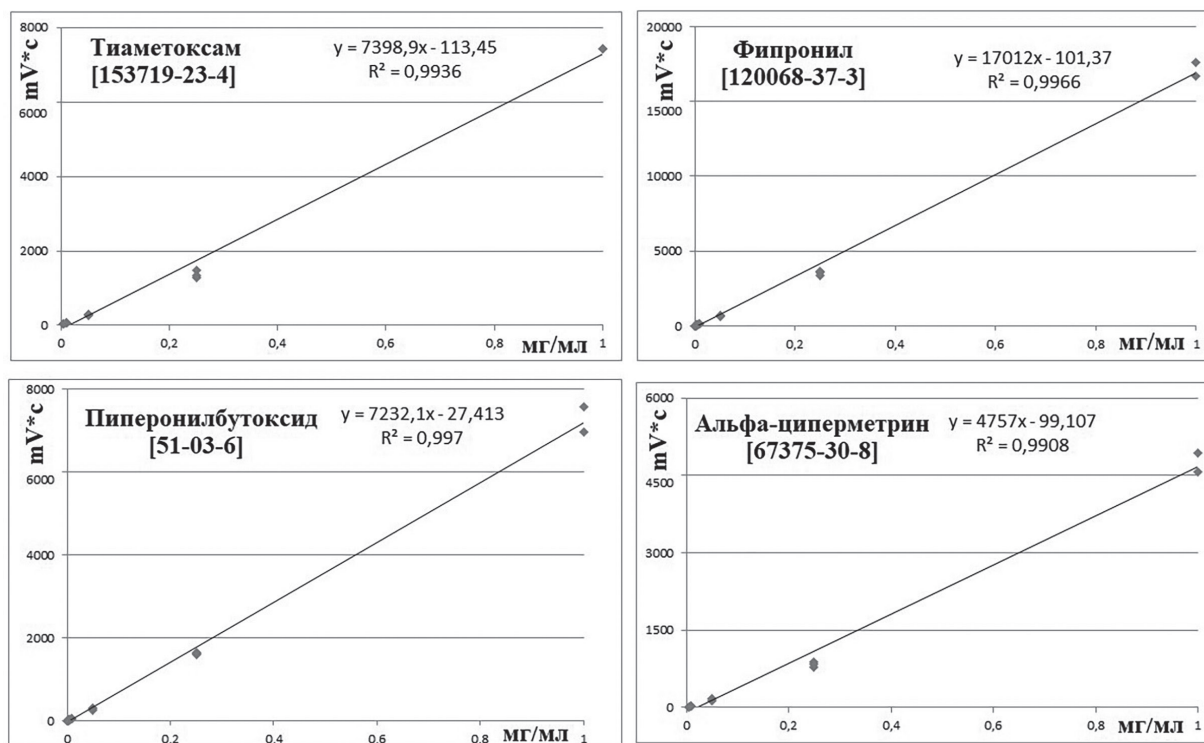 8000
6000
4000
2000
0
mV*c
Тиаметоксам
[153719-23-4]
y = 7398,9x - 113,45
R² = 0,9936
0 0,2 0,4 0,6 0,8 1
мг/мл
20000
15000
10000
5000
0
mV*c
Фипронил
[120068-37-3]
y = 17012x - 101,37
R² = 0,9966
0 0,2 0,4 0,6 0,8 1
мг/мл
8000
6000
4000
2000
0
mV*c
Пиперонилбутоксид
[51-03-6]
y = 7232,1x - 27,413
R² = 0,997
0 0,2 0,4 0,6 0,8 1
мг/мл
6000
4500
3000
1500
0
mV*c
Альфа-циперметрин
[67375-30-8]
y = 4757x - 99,107
R² = 0,9908
0 0,2 0,4 0,6 0,8 1
мг/мл